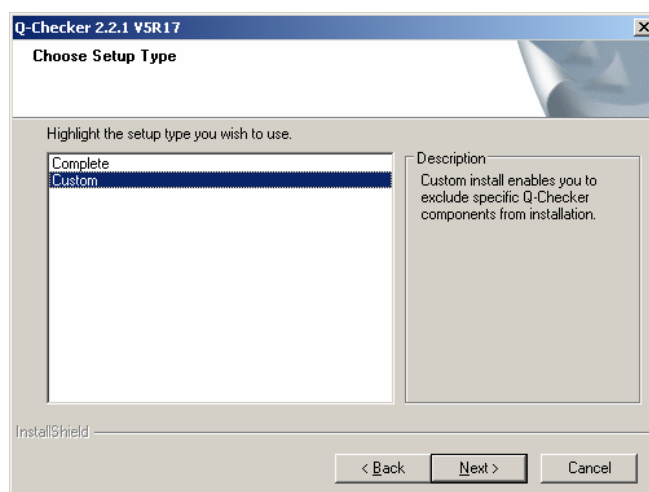 Q-Checker 2.2.1 V5R17
Choose Setup Type
Highlight the setup type you wish to use.
Complete
Custom
Description
Custom install enables you to
exclude specific Q-Checker
components from installation.
InstallShield
< Back
Next >
Cancel